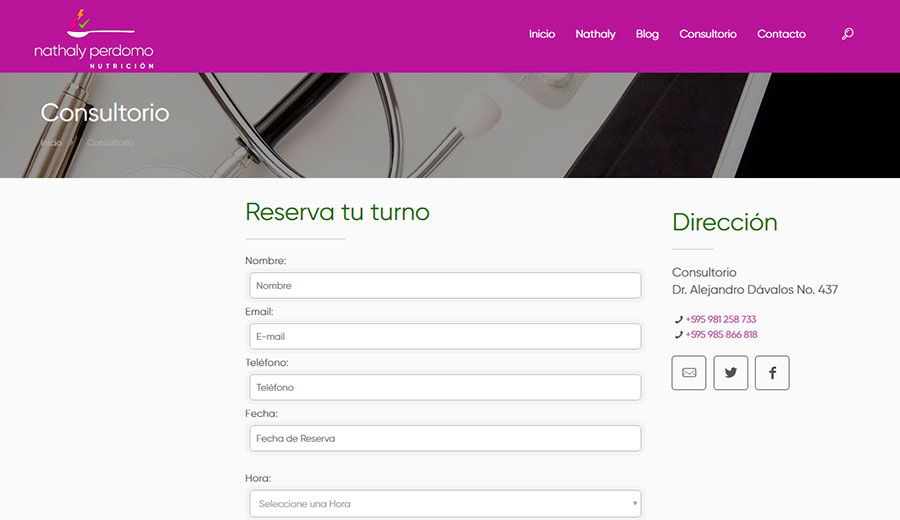 nathaly perdomo
NUTRICIÓN
Inicio
Nathaly
Blog
Consultorio
Contacto
Consultorio
Inicio
Consultorio
Reserva tu turno
Nombre:
Nombre
Email:
E-mail
Teléfono:
Teléfono
Fecha:
Fecha de Reserva
Hora:
Seleccione una Hora
Dirección
Consultorio
Dr. Alejandro Dávalos No. 437
+595 981 258 733
+595 985 866 818